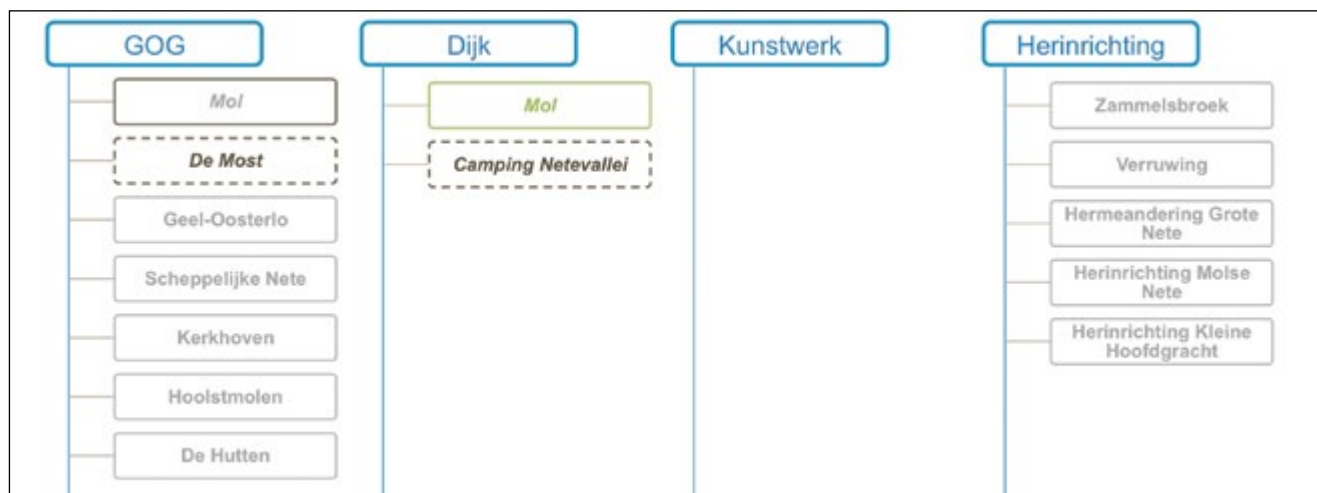 GOG
Mol
De Most
Geel-Oosterlo
Scheppelijke Nete
Kerkhoven
Hoolstmolen
De Hutten
Dijk
Mol
Camping Netevallei
Kunstwerk
Herinrichting
Zammelsbroek
Verruwing
Hermeandering Grote
Nete
Herinrichting Molse
Nete
Herinrichting Kleine
Hoofdgracht